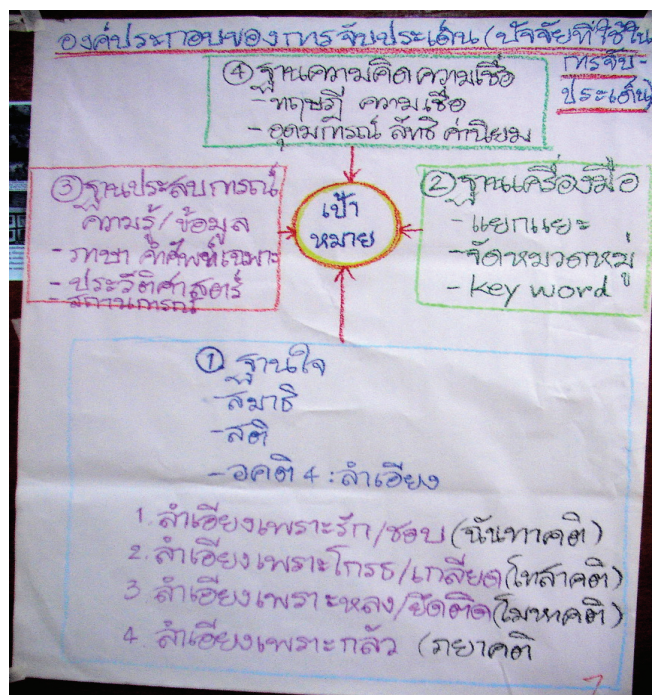 องค์ประกอบของการจับประเด็น (ปัจจัยที่ใช้ใน
การจับ-
ประเด็น)
④ ฐานความคิดความเชื่อ
- ทฤษฎี ความเชื่อ
- อุดมการณ์ ลัทธิ ค่านิยม
③ ฐานประสบการณ์
ความรู้/ข้อมูล
- ภาษา คำศัพท์เฉพาะ
- ประวัติศาสตร์
- สถานการณ์
เป้า
หมาย
② ฐานเครื่องมือ
- แยกแยะ
- จัดหมวดหมู่
- key word
① ฐานใจ
- สมาธิ
- สติ
- อคติ 4 : ลำเอียง
1. ลำเอียงเพราะรัก/ชอบ (ฉันทาคติ)
2. ลำเอียงเพราะโกรธ/เกลียด (โทสาคติ)
3 ลำเอียงเพราะหลง/ยึดติด (โมหาคติ)
4. ลำเอียงเพราะกลัว (ภยาคติ